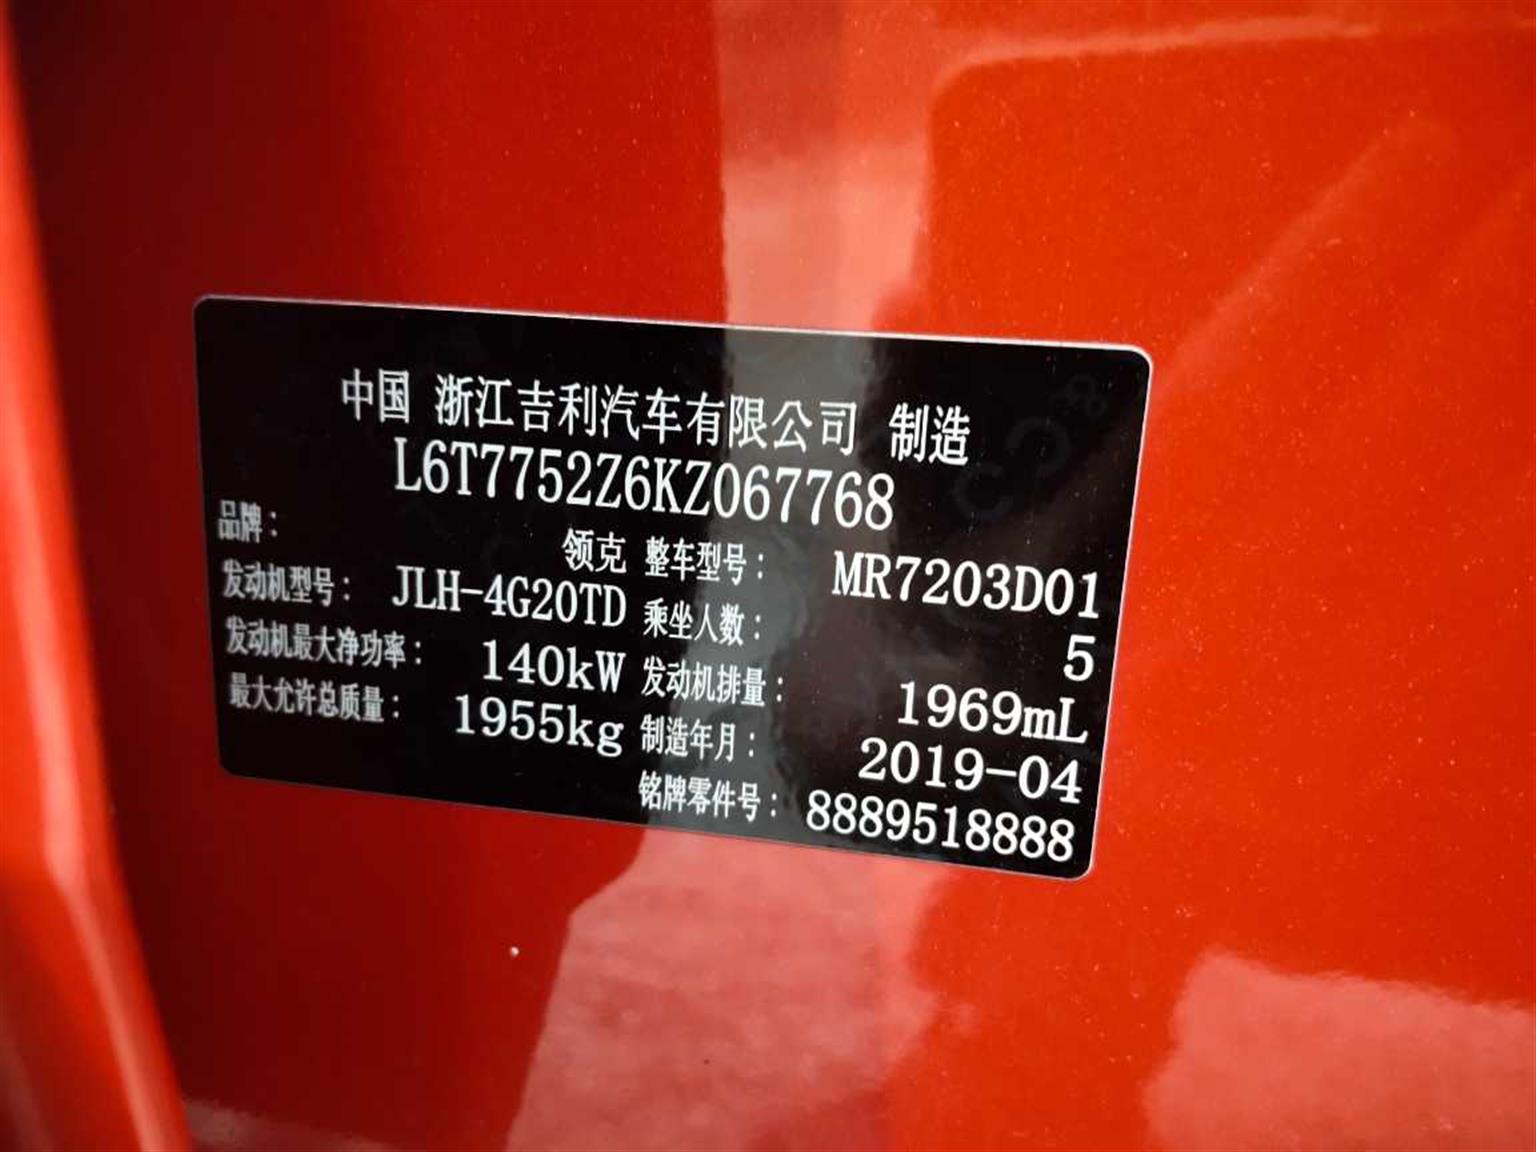 中国 浙江吉利汽车有限公司 制造
L6T7752Z6KZ067768
品牌： 领克 整车型号： MR7203D01
发动机型号： JLH-4G20TD 乘坐人数： 5
发动机最大净功率： 140kW 发动机排量： 1969mL
最大允许总质量： 1955kg 制造年月： 2019-04
铭牌零件号： 8889518888